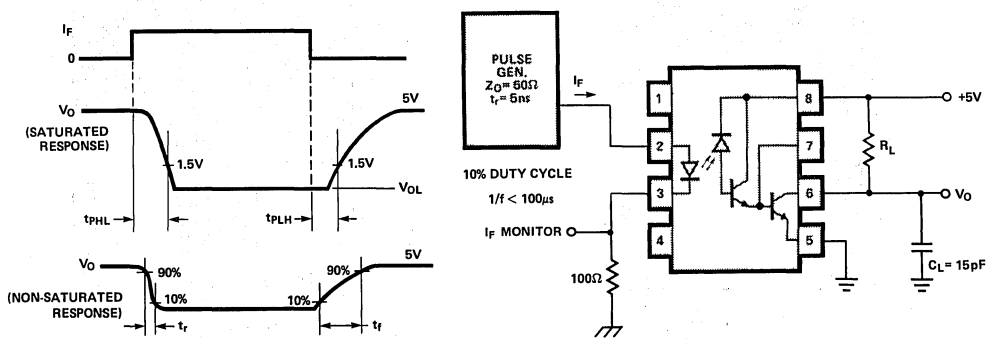 IF
0
VO
(SATURATED
RESPONSE)
5V
1.5V
1.5V
VOL
tPHL
tPLH
VO
(NON-SATURATED
RESPONSE)
5V
90%
10%
90%
10%
tr
tf
PULSE
GEN.
ZO= 50Ω
tr= 5ns
IF
10% DUTY CYCLE
1/f < 100μs
IF MONITOR
100Ω
1
2
3
4
8
7
6
5
+5V
RL
VO
CL= 15pF